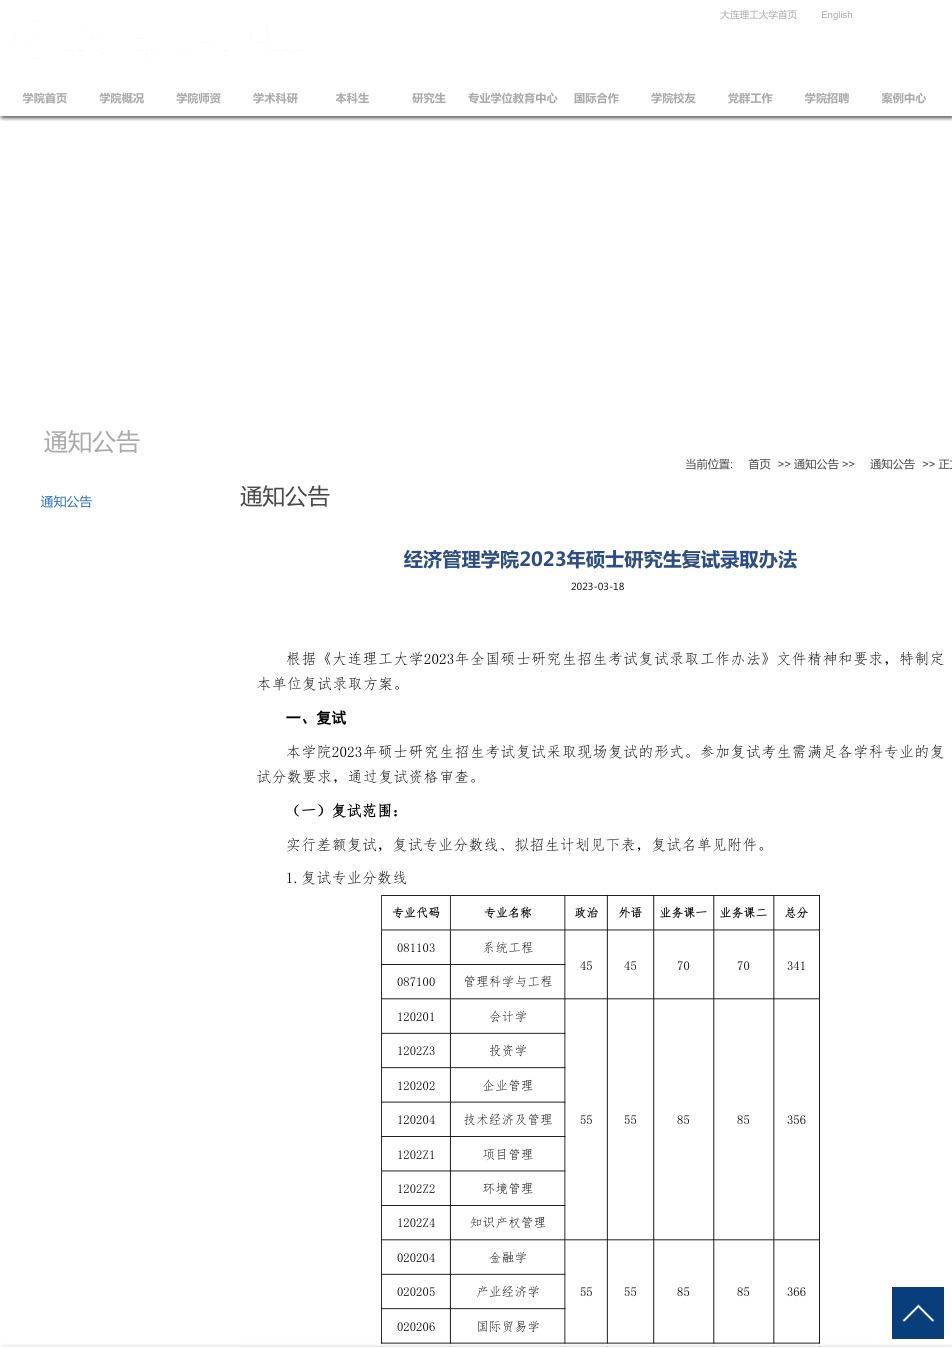 大连理工大学首页 English
学院首页 学院概况 学院师资 学术科研 本科生 研究生 专业学位教育中心 国际合作 学院校友 党群工作 学院招聘 案例中心
通知公告
当前位置: 首页 >> 通知公告 >> 通知公告 >> 正
通知公告
通知公告
经济管理学院2023年硕士研究生复试录取办法
2023-03-18
根据《大连理工大学2023年全国硕士研究生招生考试复试录取工作办法》文件精神和要求，特制定
本单位复试录取方案。
一、复试
本学院2023年硕士研究生招生考试复试采取现场复试的形式。参加复试考生需满足各学科专业的复
试分数要求，通过复试资格审查。
（一）复试范围：
实行差额复试，复试专业分数线、拟招生计划见下表，复试名单见附件。
1. 复试专业分数线
专业代码 专业名称 政治 外语 业务课一 业务课二 总分
081103 系统工程
45 45 70 70 341
087100 管理科学与工程
120201 会计学
1202Z3 投资学
120202 企业管理
120204 技术经济及管理 55 55 85 85 356
1202Z1 项目管理
1202Z2 环境管理
1202Z4 知识产权管理
020204 金融学
020205 产业经济学 55 55 85 85 366
020206 国际贸易学